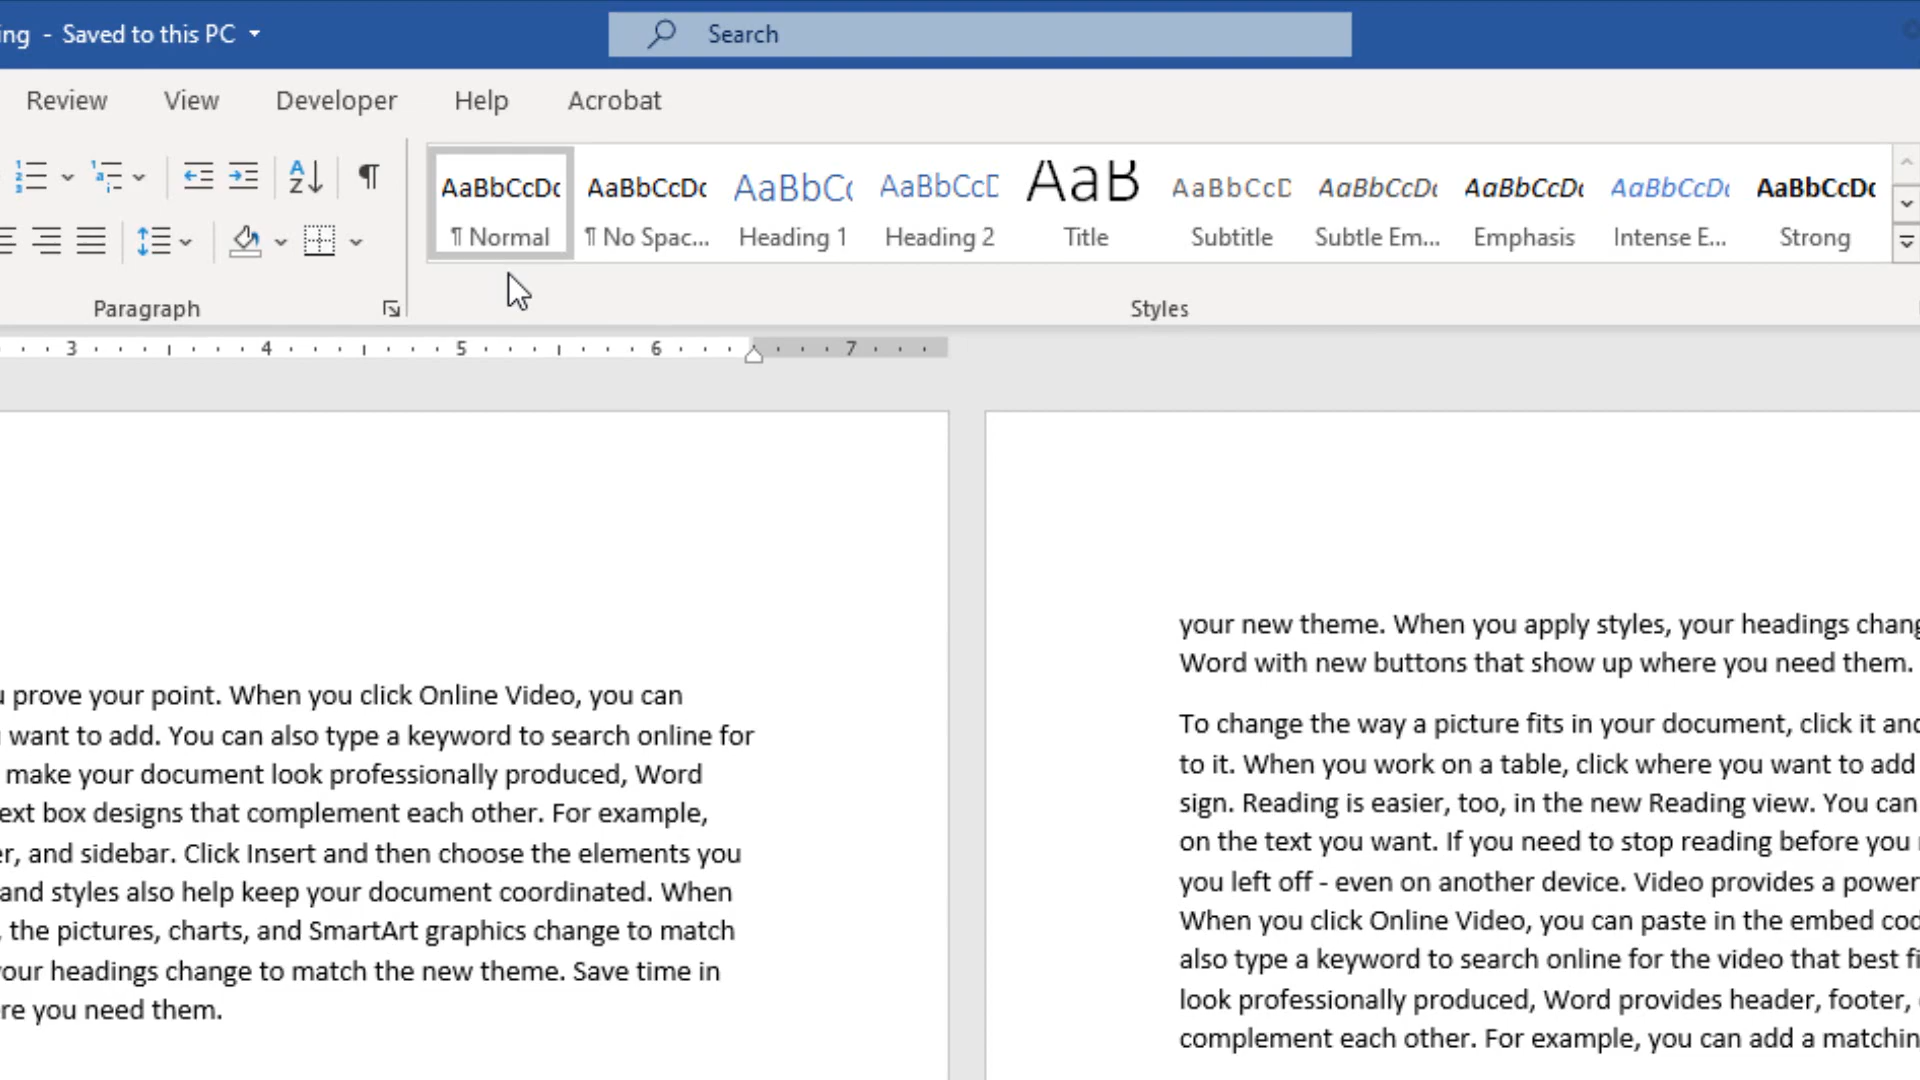 ing - Saved to this PC
Search
Review View Developer Help Acrobat
AaBbCcDc AaBbCcDc AaBbC AaBbCcD AaB AaBbCcD AaBbCcDc AaBbCcDc AaBbCcDc AaBbCcDc
¶ Normal ¶ No Spac... Heading 1 Heading 2 Title Subtitle Subtle Em... Emphasis Intense E... Strong
Paragraph Styles
3 4 5 6 7
prove your point. When you click Online Video, you can
want to add. You can also type a keyword to search online for
make your document look professionally produced, Word
ext box designs that complement each other. For example,
er, and sidebar. Click Insert and then choose the elements you
and styles also help keep your document coordinated. When
, the pictures, charts, and SmartArt graphics change to match
your headings change to match the new theme. Save time in
re you need them.
your new theme. When you apply styles, your headings chang
Word with new buttons that show up where you need them.
To change the way a picture fits in your document, click it and
to it. When you work on a table, click where you want to add
sign. Reading is easier, too, in the new Reading view. You can
on the text you want. If you need to stop reading before you
you left off - even on another device. Video provides a power
When you click Online Video, you can paste in the embed cod
also type a keyword to search online for the video that best fi
look professionally produced, Word provides header, footer,
complement each other. For example, you can add a matchin